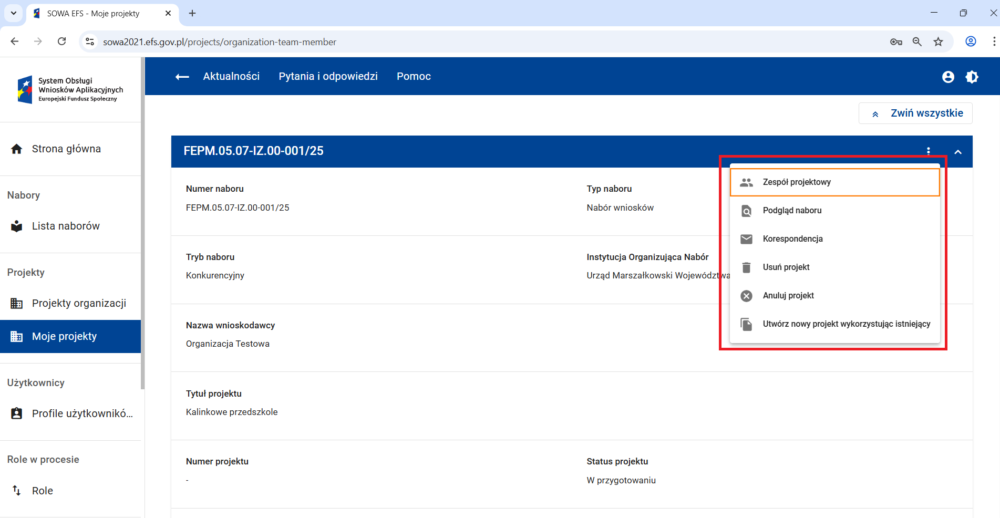 SOWA EFS - Moje projekty
sowa2021.efs.gov.pl/projects/organization-team-member
System Obsługi
Wniosków Aplikacyjnych
Europejski Fundusz Społeczny
Aktualności Pytania i odpowiedzi Pomoc
Zwiń wszystkie
Strona główna
Nabory
Lista naborów
Projekty
Projekty organizacji
Moje projekty
Użytkownicy
Profile użytkownikó...
Role w procesie
Role
FEPM.05.07-IZ.00-001/25
Numer naboru
FEPM.05.07-IZ.00-001/25
Typ naboru
Nabór wniosków
Tryb naboru
Konkurencyjny
Instytucja Organizująca Nabór
Urząd Marszałkowski Województwa
Nazwa wnioskodawcy
Organizacja Testowa
Tytuł projektu
Kalinkowe przedszkole
Numer projektu
-
Status projektu
W przygotowaniu
Zespół projektowy
Podgląd naboru
Korespondencja
Usuń projekt
Anuluj projekt
Utwórz nowy projekt wykorzystując istniejący